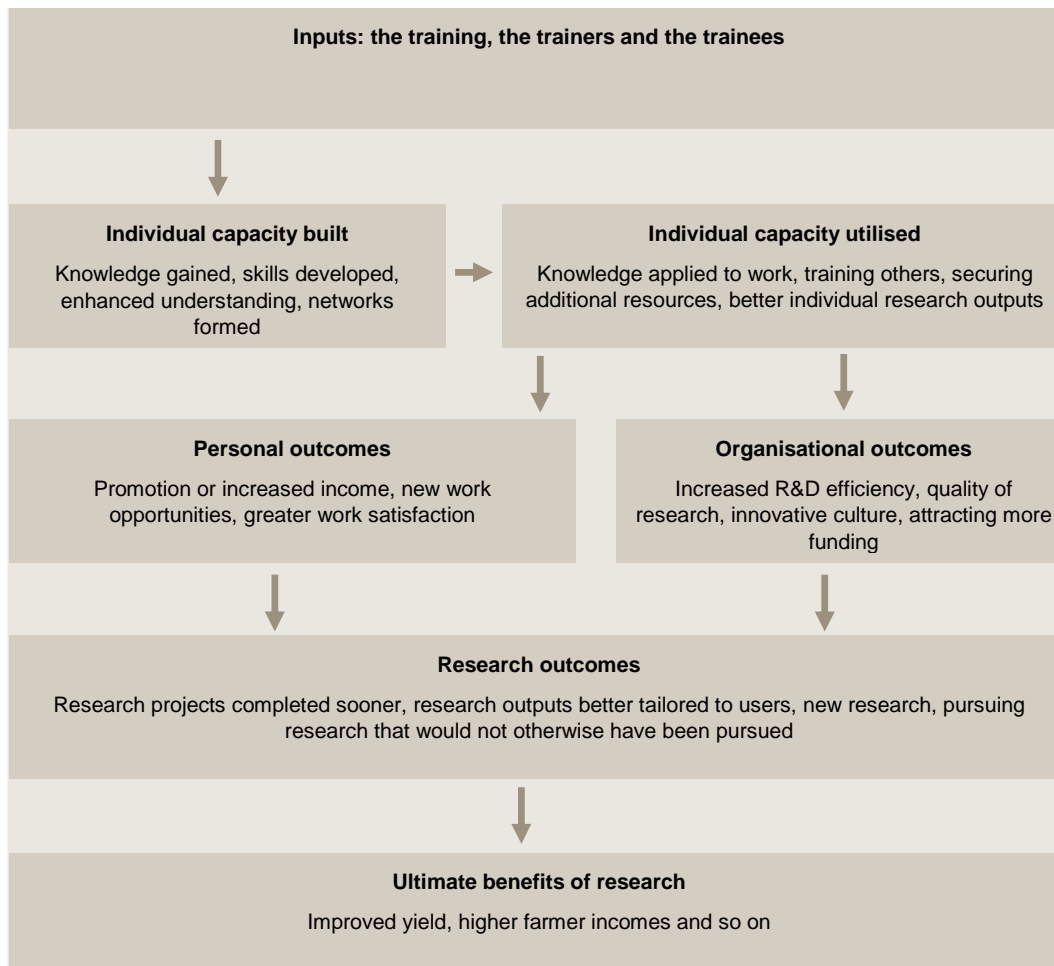 Inputs: the training, the trainers and the trainees
Individual capacity built
Knowledge gained, skills developed,
enhanced understanding, networks
formed
Individual capacity utilised
Knowledge applied to work, training others, securing
additional resources, better individual research outputs
Personal outcomes
Promotion or increased income, new work
opportunities, greater work satisfaction
Organisational outcomes
Increased R&D efficiency, quality of
research, innovative culture, attracting more
funding
Research outcomes
Research projects completed sooner, research outputs better tailored to users, new research, pursuing
research that would not otherwise have been pursued
Ultimate benefits of research
Improved yield, higher farmer incomes and so on